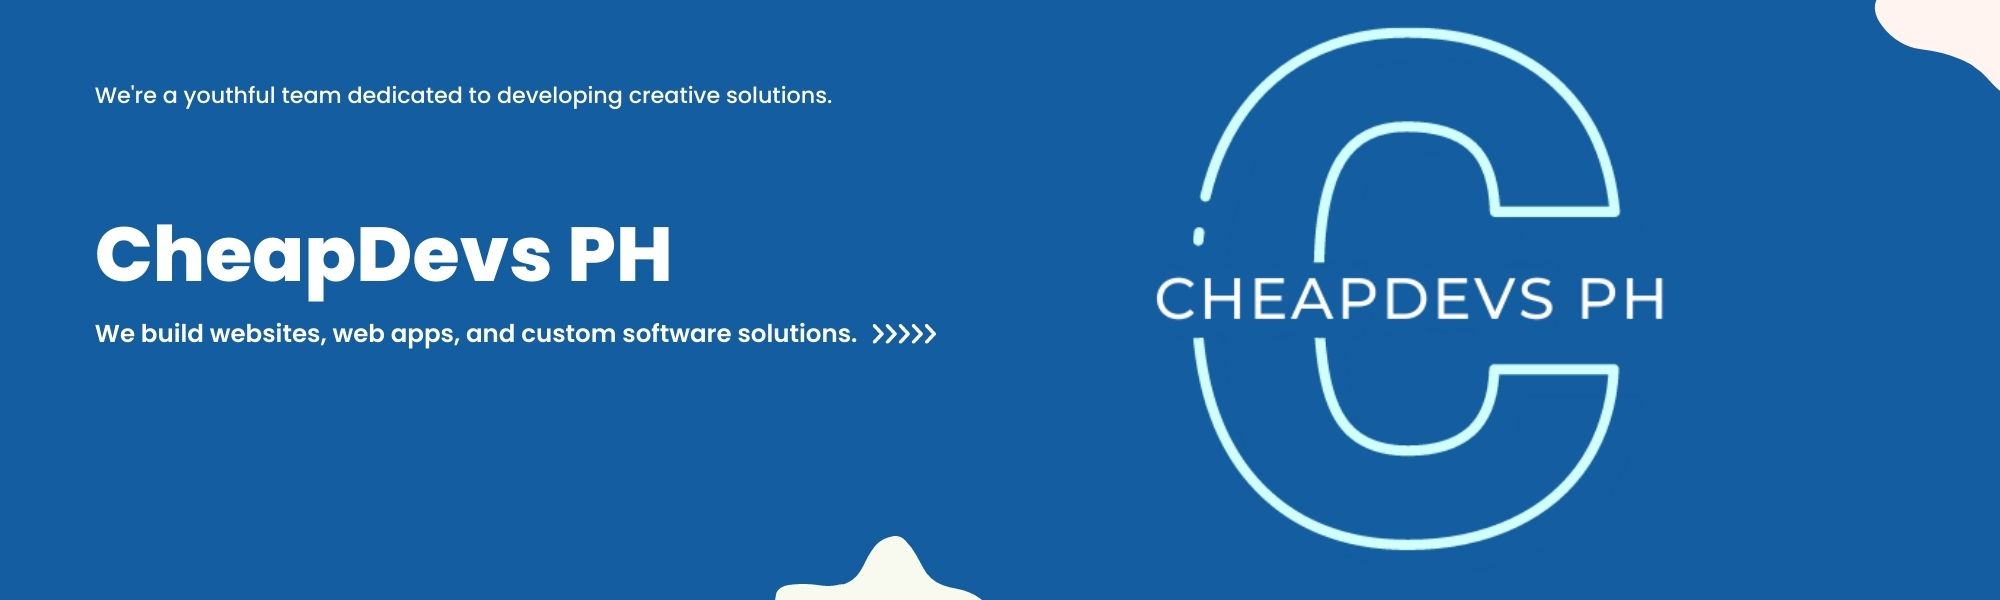 We're a youthful team dedicated to developing creative solutions.
CheapDevs PH
We build websites, web apps, and custom software solutions.
CHEAPDEVS PH